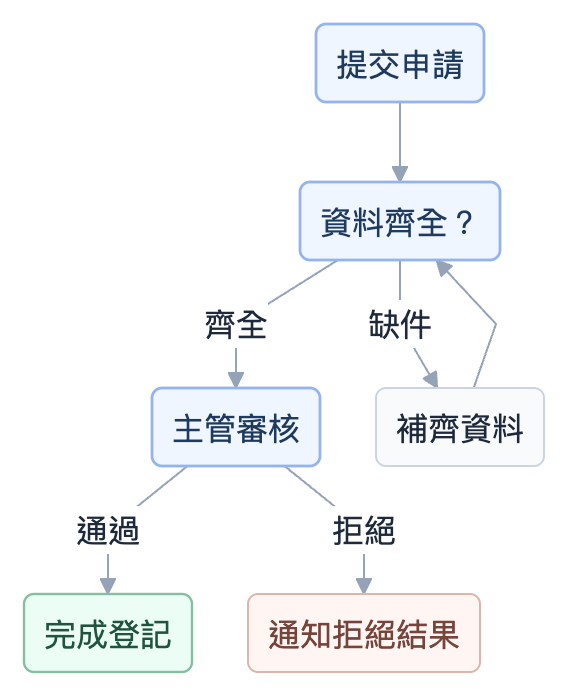 提交申請
資料齊全？
齊全
缺件
主管審核
補齊資料
通過
拒絕
完成登記
通知拒絕結果